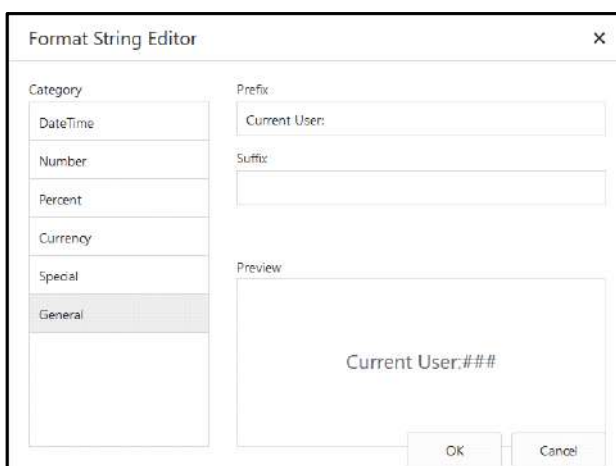 Format String Editor
×
Category
DateTime
Number
Percent
Currency
Special
General
Prefix
Current User:
Suffix
Preview
Current User:###
OK
Cancel